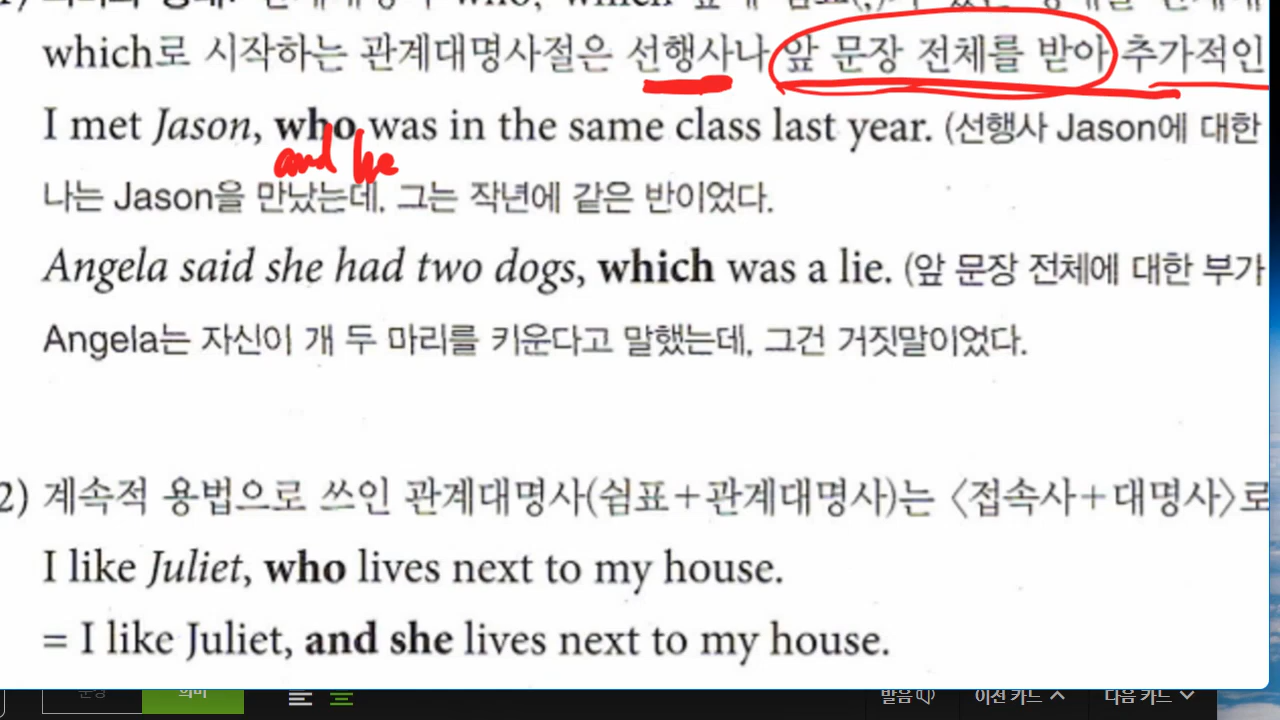 which로 시작하는 관계대명사절은 선행사나 앞 문장 전체를 받아 추가적인
I met Jason, who was in the same class last year. (선행사 Jason에 대한
and he
나는 Jason을 만났는데, 그는 작년에 같은 반이었다.
Angela said she had two dogs, which was a lie. (앞 문장 전체에 대한 부가
Angela는 자신이 개 두 마리를 키운다고 말했는데, 그건 거짓말이었다.
2) 계속적 용법으로 쓰인 관계대명사(쉼표+관계대명사)는 〈접속사+대명사〉로
I like Juliet, who lives next to my house.
= I like Juliet, and she lives next to my house.
발음 이전 카드 다음 카드